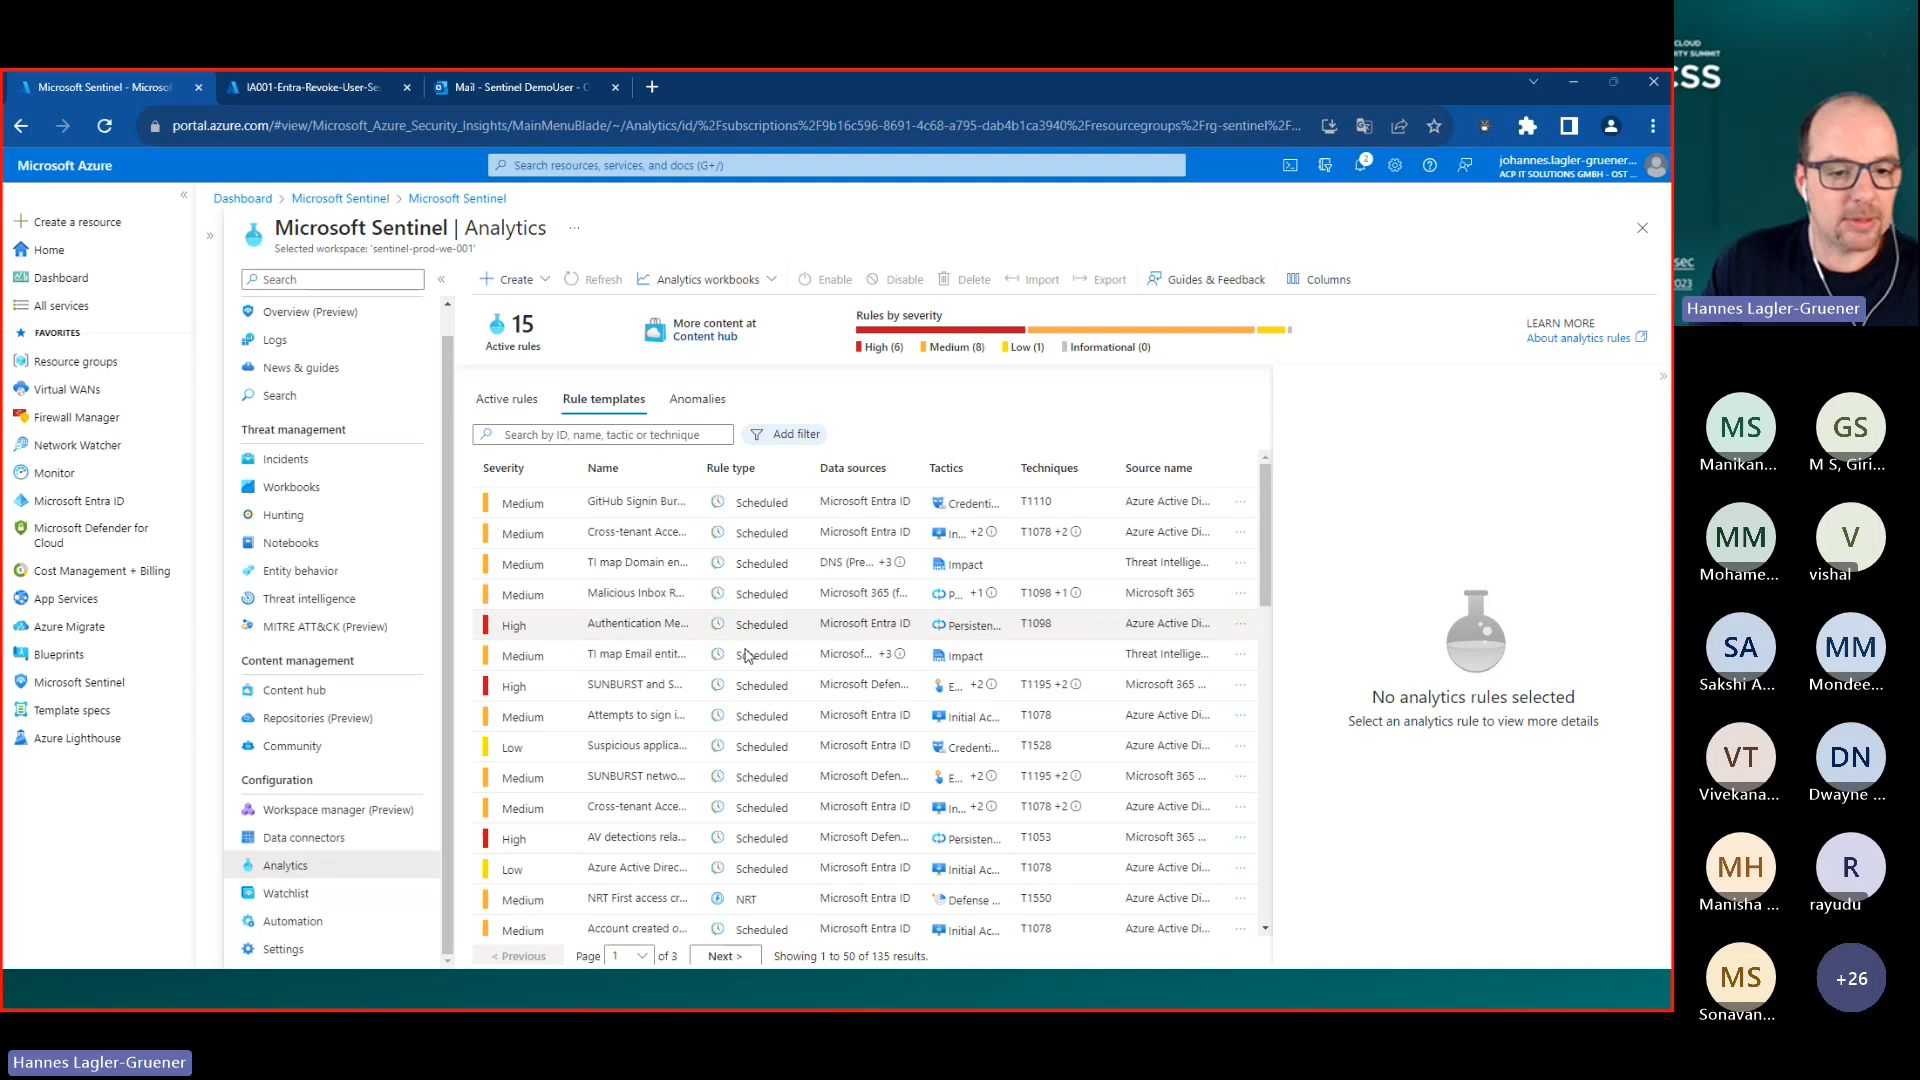 CLOUD
ITY SUMMIT
CSS
sec
2023
Microsoft Sentinel - Microsof
IA001-Entra-Revoke-User-Se
Mail - Sentinel DemoUser - O
portal.azure.com/#view/Microsoft_Azure_Security_Insights/MainMenuBlade/~/Analytics/id/%2Fsubscriptions%2F9b16c596-8691-4c68-a795-dab4b1ca3940%2Fresourcegroups%2Frg-sentinel%2F...
Microsoft Azure
Search resources, services, and docs (G+/)
2
johannes.lagler-gruener...
ACP IT SOLUTIONS GMBH - OST ...
Create a resource
Home
Dashboard
All services
FAVORITES
Resource groups
Virtual WANs
Firewall Manager
Network Watcher
Monitor
Microsoft Entra ID
Microsoft Defender for
Cloud
Cost Management + Billing
App Services
Azure Migrate
Blueprints
Microsoft Sentinel
Template specs
Azure Lighthouse
Dashboard > Microsoft Sentinel > Microsoft Sentinel
Microsoft Sentinel | Analytics ...
Selected workspace: 'sentinel-prod-we-001'
Search
Overview (Preview)
Logs
News & guides
Search
Threat management
Incidents
Workbooks
Hunting
Notebooks
Entity behavior
Threat intelligence
MITRE ATT&CK (Preview)
Content management
Content hub
Repositories (Preview)
Community
Configuration
Workspace manager (Preview)
Data connectors
Analytics
Watchlist
Automation
Settings
Create Refresh Analytics workbooks Enable Disable Delete Import Export Guides & Feedback Columns
15
Active rules
More content at
Content hub
Rules by severity
High (6) Medium (8) Low (1) Informational (0)
LEARN MORE
About analytics rules
Active rules Rule templates Anomalies
Search by ID, name, tactic or technique
Add filter
Severity Name Rule type Data sources Tactics Techniques Source name
Medium GitHub Signin Bur... Scheduled Microsoft Entra ID Credenti... T1110 Azure Active Di...
Medium Cross-tenant Acce... Scheduled Microsoft Entra ID In... +2 T1078 +2 Azure Active Di...
Medium TI map Domain en... Scheduled DNS (Pre... +3 Impact Threat Intellige...
Medium Malicious Inbox R... Scheduled Microsoft 365 (f... P... +1 T1098 +1 Microsoft 365
High Authentication Me... Scheduled Microsoft Entra ID Persisten... T1098 Azure Active Di...
Medium TI map Email entit... Scheduled Microsof... +3 Impact Threat Intellige...
High SUNBURST and S... Scheduled Microsoft Defen... E... +2 T1195 +2 Microsoft 365 ...
Medium Attempts to sign i... Scheduled Microsoft Entra ID Initial Ac... T1078 Azure Active Di...
Low Suspicious applica... Scheduled Microsoft Entra ID Credenti... T1528 Azure Active Di...
Medium SUNBURST netwo... Scheduled Microsoft Defen... E... +2 T1195 +2 Microsoft 365 ...
Medium Cross-tenant Acce... Scheduled Microsoft Entra ID In... +2 T1078 +2 Azure Active Di...
High AV detections rela... Scheduled Microsoft Defen... Persisten... T1053 Microsoft 365 ...
Low Azure Active Direc... Scheduled Microsoft Entra ID Initial Ac... T1078 Azure Active Di...
Medium NRT First access cr... NRT Microsoft Entra ID Defense ... T1550 Azure Active Di...
Medium Account created o... Scheduled Microsoft Entra ID Initial Ac... T1078 Azure Active Di...
< Previous Page 1 of 3 Next > Showing 1 to 50 of 135 results.
No analytics rules selected
Select an analytics rule to view more details
Hannes Lagler-Gruener
MS GS
Manikan... M S, Giri...
MM V
Mohame... vishal
SA MM
Sakshi A... Mondee...
VT DN
Vivekana... Dwayne ...
MH R
Manisha ... rayudu
MS +26
Sonavan...
Hannes Lagler-Gruener